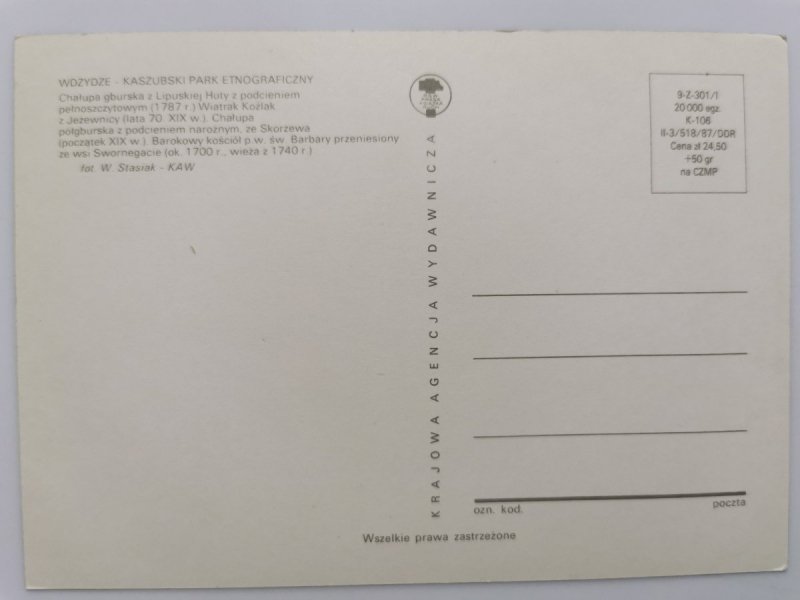 WDZYDZE - KASZUBSKI PARK ETNOGRAFICZNY
Chałupa gburska z Lipuskiej Huty z podcieniem
pełnoszczytowym (1787 r.) Wiatrak Koźlak
z Jeżewnicy (lata 70. XIX w.). Chałupa
półgburska z podcieniem narożnym, ze Skorzewa
(początek XIX w.). Barokowy kościół p.w. św. Barbary przeniesiony
ze wsi Swornegacie (ok. 1700 r., wieża z 1740 r.)
fot. W. Stasiak - KAW
KRAJOWA AGENCJA WYDAWNICZA
9-Z-301/I
20 000 egz.
K-106
II-3/518/87/DDR
Cena zł 24,50
+50 gr
na CZMP
ozn. kod.
poczta
Wszelkie prawa zastrzeżone